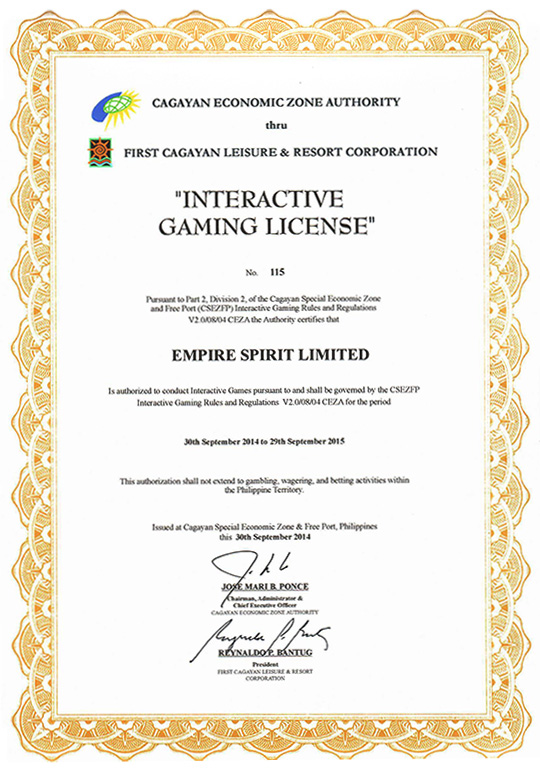 CAGAYAN ECONOMIC ZONE AUTHORITY
thru
FIRST CAGAYAN LEISURE & RESORT CORPORATION
"INTERACTIVE
GAMING LICENSE"
No. 115
Pursuant to Part 2, Division 2, of the Cagayan Special Economic Zone
and Free Port (CSEZFP) Interactive Gaming Rules and Regulations
V2.0/08/04 CEZA the Authority certifies that
EMPIRE SPIRIT LIMITED
Is authorized to conduct Interactive Games pursuant to and shall be governed by the CSEZFP
Interactive Gaming Rules and Regulations V2.0/08/04 CEZA for the period
30th September 2014 to 29th September 2015
This authorization shall not extend to gambling, wagering, and betting activities within
the Philippine Territory.
Issued at Cagayan Special Economic Zone & Free Port, Philippines
this 30th September 2014
JOSE MARI B. PONCE
Chairman, Administrator &
Chief Executive Officer
CAGAYAN ECONOMIC ZONE AUTHORITY
REYNALDO P. BANTUG
President
FIRST CAGAYAN LEISURE & RESORT
CORPORATION